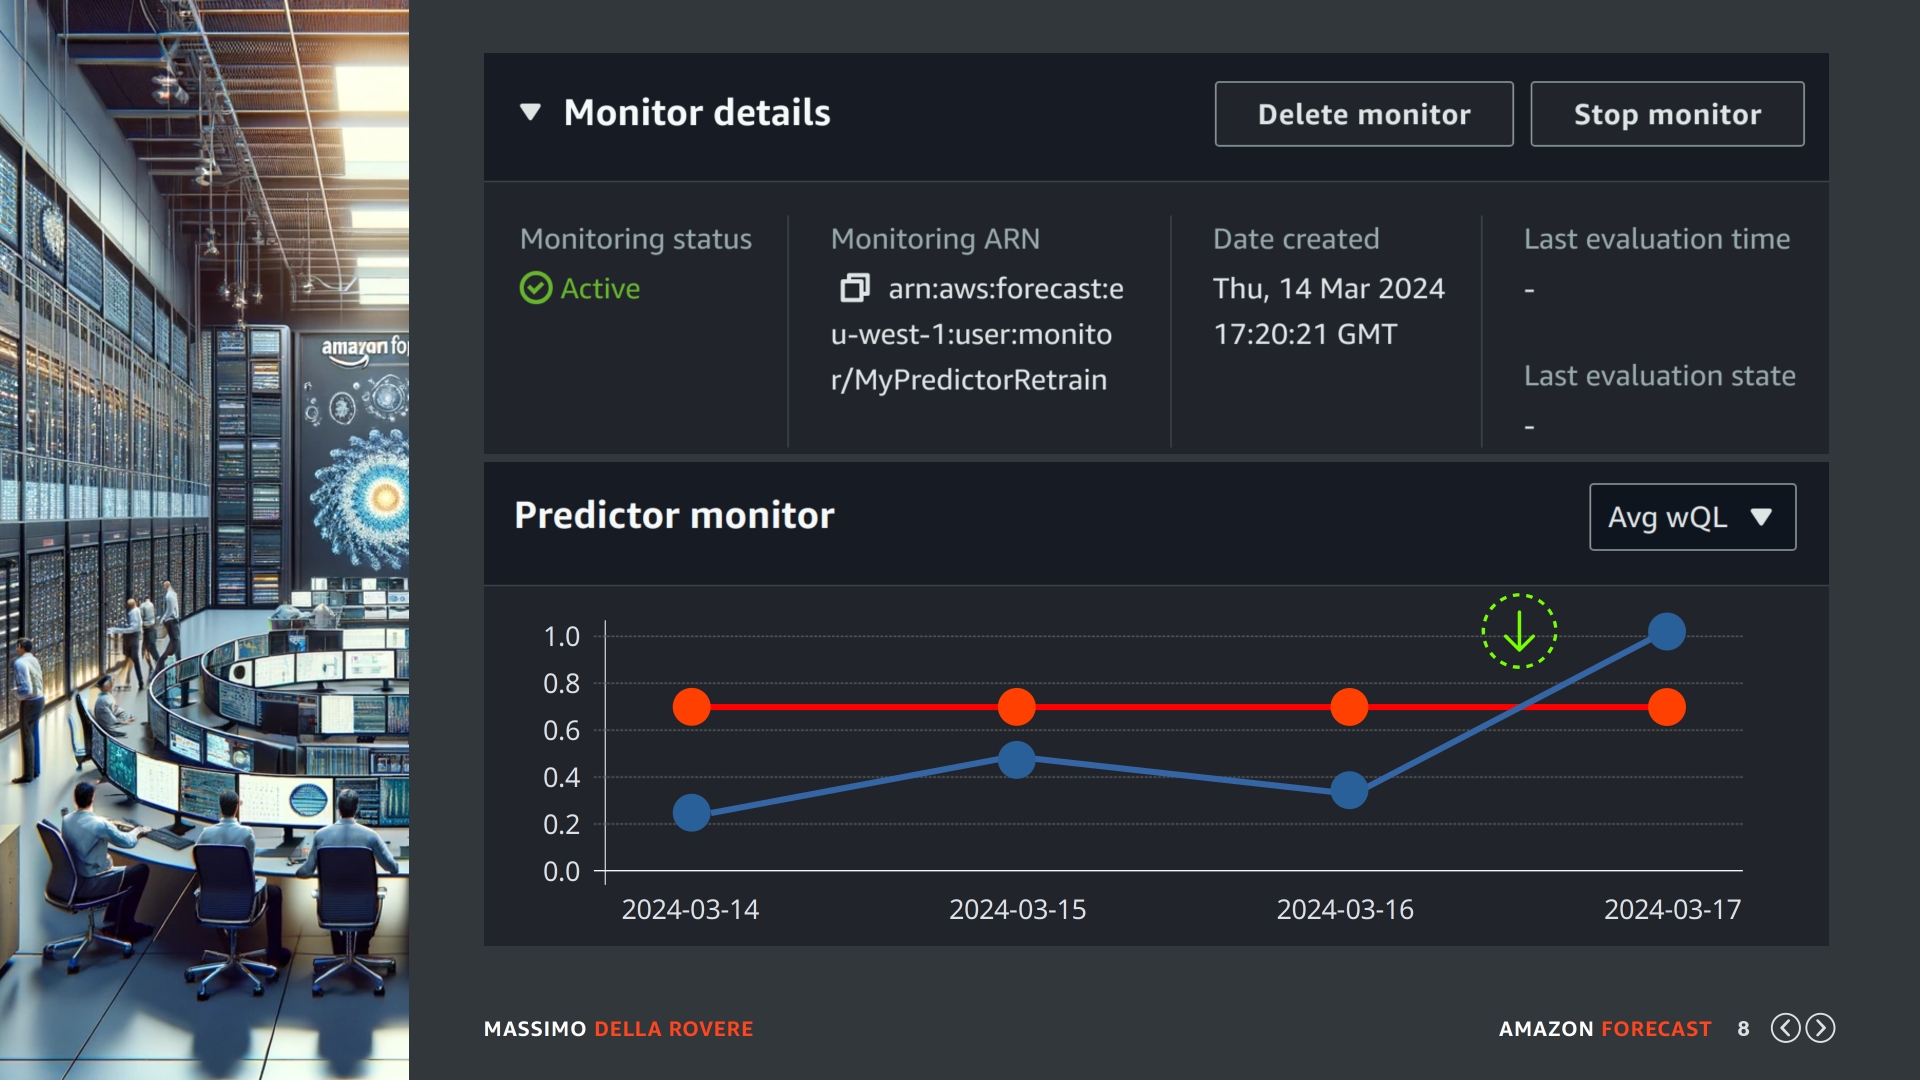 amazon fo
Monitor details
Delete monitor
Stop monitor
Monitoring status
Active
Monitoring ARN
arn:aws:forecast:e
u-west-1:user:monito
r/MyPredictorRetrain
Date created
Thu, 14 Mar 2024
17:20:21 GMT
Last evaluation time
-
Last evaluation state
-
Predictor monitor
Avg wQL
1.0
0.8
0.6
0.4
0.2
0.0
2024-03-14 2024-03-15 2024-03-16 2024-03-17
MASSIMO DELLA ROVERE
AMAZON FORECAST 8